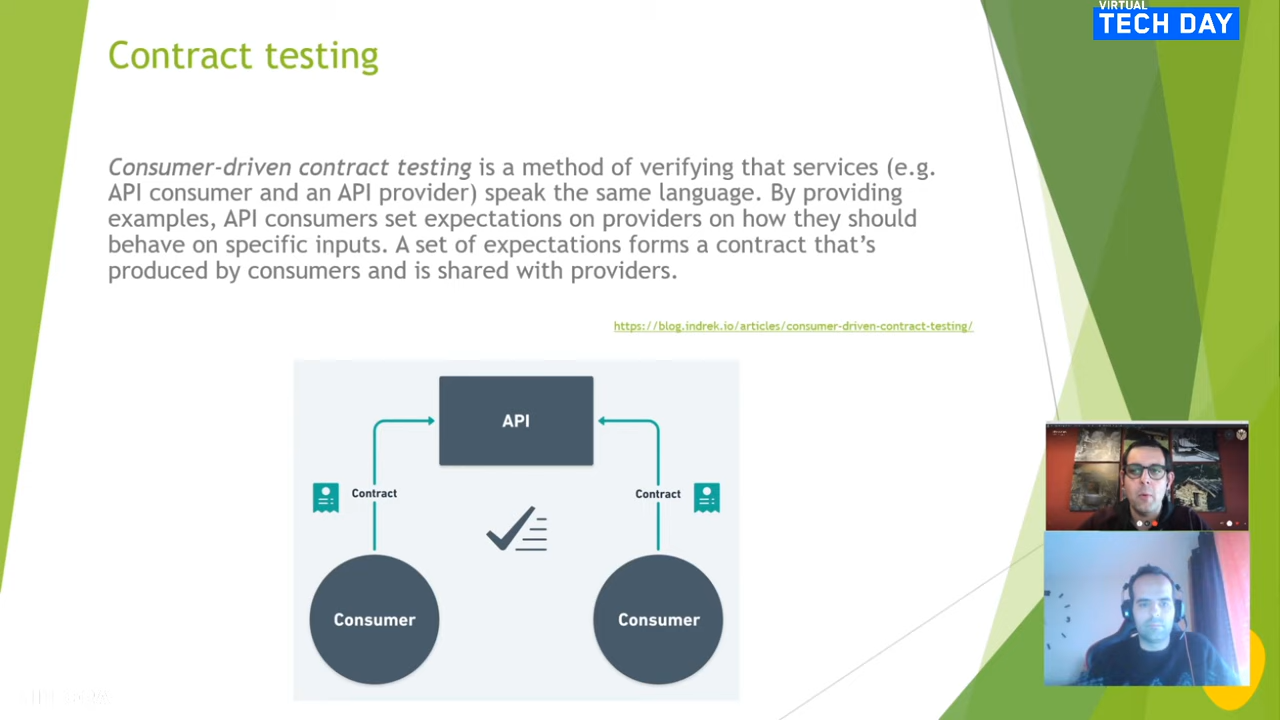 VIRTUAL
TECH DAY
Contract testing
Consumer-driven contract testing is a method of verifying that services (e.g.
API consumer and an API provider) speak the same language. By providing
examples, API consumers set expectations on providers on how they should
behave on specific inputs. A set of expectations forms a contract that's
produced by consumers and is shared with providers.
https://blog.indrek.io/articles/consumer-driven-contract-testing/
API
Contract
Contract
Consumer
Consumer